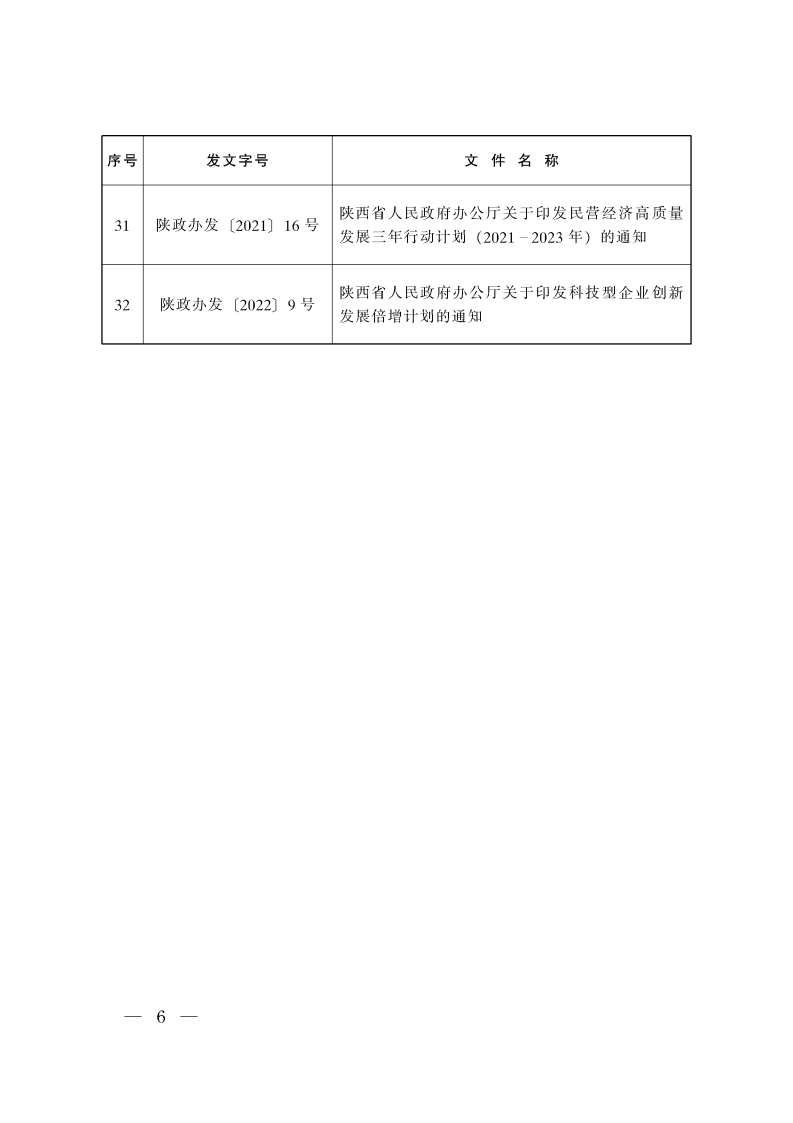 序号 发文字号 文件名称
31 陕政办发〔2021〕16号 陕西省人民政府办公厅关于印发民营经济高质量
发展三年行动计划（2021－2023年）的通知
32 陕政办发〔2022〕9号 陕西省人民政府办公厅关于印发科技型企业创新
发展倍增计划的通知
— 6 —